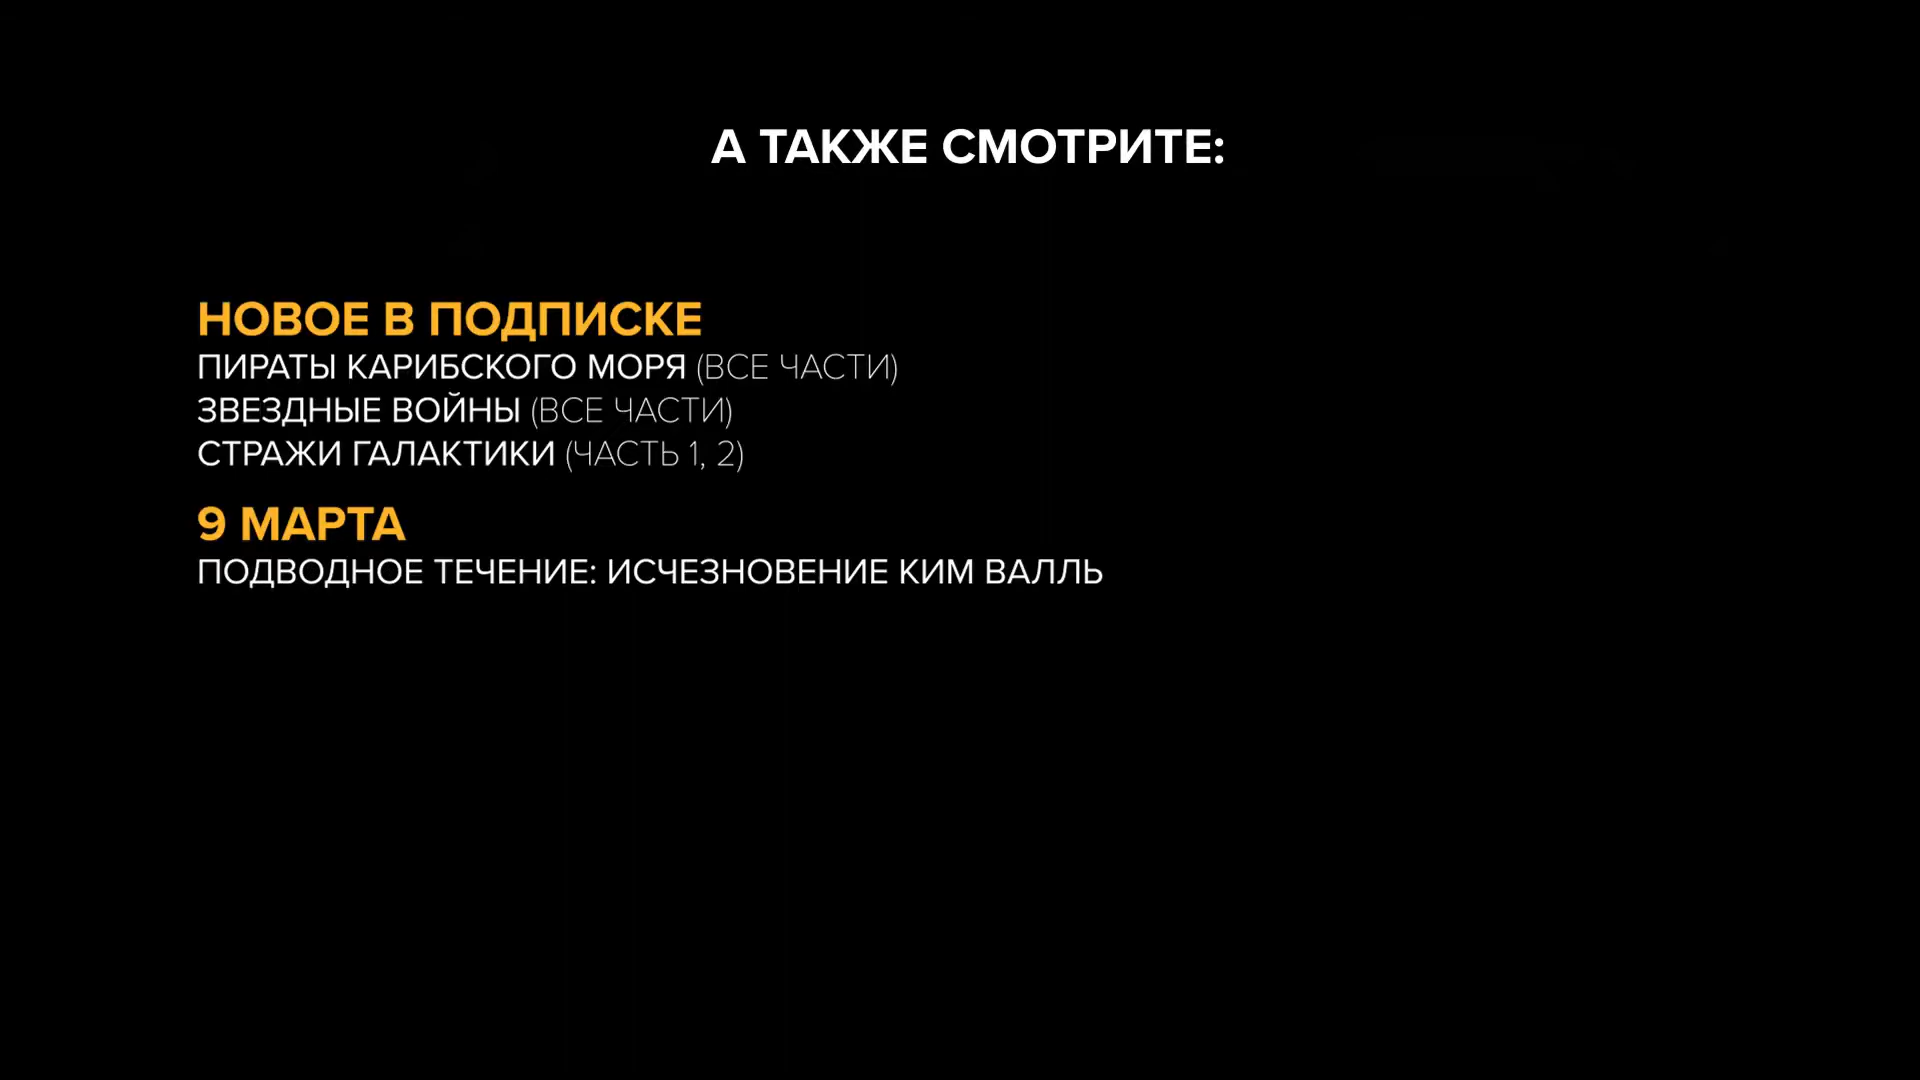 А ТАКЖЕ СМОТРИТЕ:
НОВОЕ В ПОДПИСКЕ
ПИРАТЫ КАРИБСКОГО МОРЯ (ВСЕ ЧАСТИ)
ЗВЕЗДНЫЕ ВОЙНЫ (ВСЕ ЧАСТИ)
СТРАЖИ ГАЛАКТИКИ (ЧАСТЬ 1, 2)
9 МАРТА
ПОДВОДНОЕ ТЕЧЕНИЕ: ИСЧЕЗНОВЕНИЕ КИМ ВАЛЛЬ